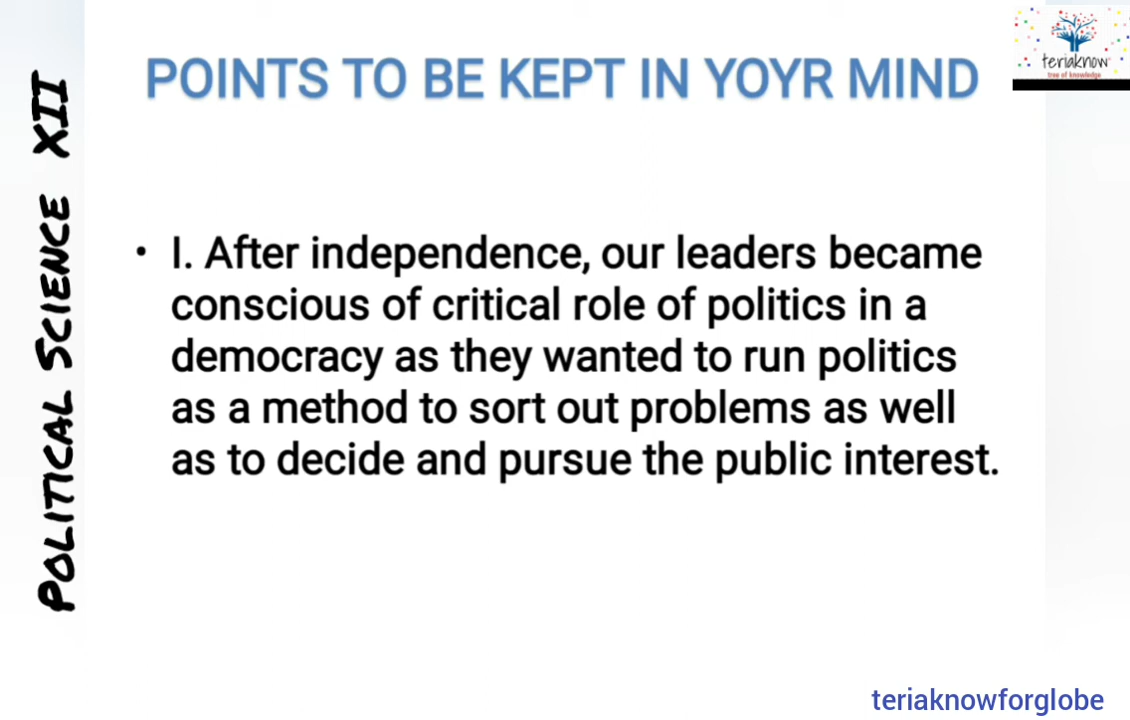 POLITICAL SCIENCE XII
POINTS TO BE KEPT IN YOYR MIND
teriaknow
tree of knowledge
• I. After independence, our leaders became
conscious of critical role of politics in a
democracy as they wanted to run politics
as a method to sort out problems as well
as to decide and pursue the public interest.
teriaknowforglobe